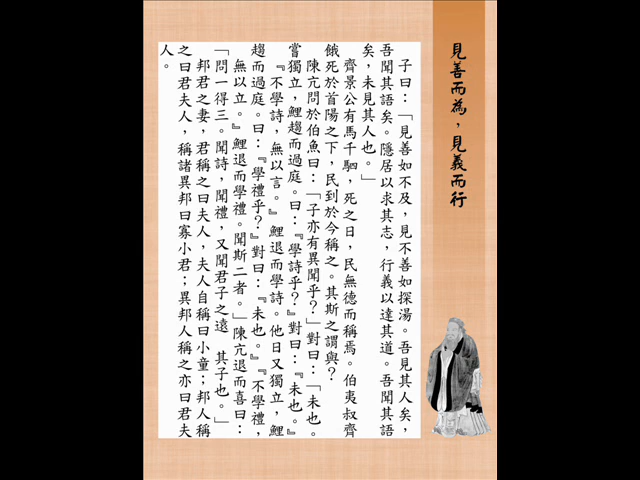 見善而為，見義而行
子曰：「見善如不及，見不善如探湯。吾見其人矣，
吾聞其語矣。隱居以求其志，行義以達其道。吾聞其語
矣，未見其人也。」
齊景公有馬千駟，死之日，民無德而稱焉。伯夷叔齊
餓死於首陽之下，民到於今稱之。其斯之謂與？
陳亢問於伯魚曰：「子亦有異聞乎？」對曰：「未也。
嘗獨立，鯉趨而過庭。曰：『學詩乎？』對曰：『未也。』
『不學詩，無以言。』鯉退而學詩。他日又獨立，鯉
趨而過庭。曰：『學禮乎？』對曰：『未也。』『不學禮，
無以立。』鯉退而學禮。聞斯二者。」陳亢退而喜曰：
「問一得三。聞詩，聞禮，又聞君子之遠 其子也。」
邦君之妻，君稱之曰夫人，夫人自稱曰小童；邦人稱
之曰君夫人，稱諸異邦曰寡小君；異邦人稱之亦曰君夫
人。